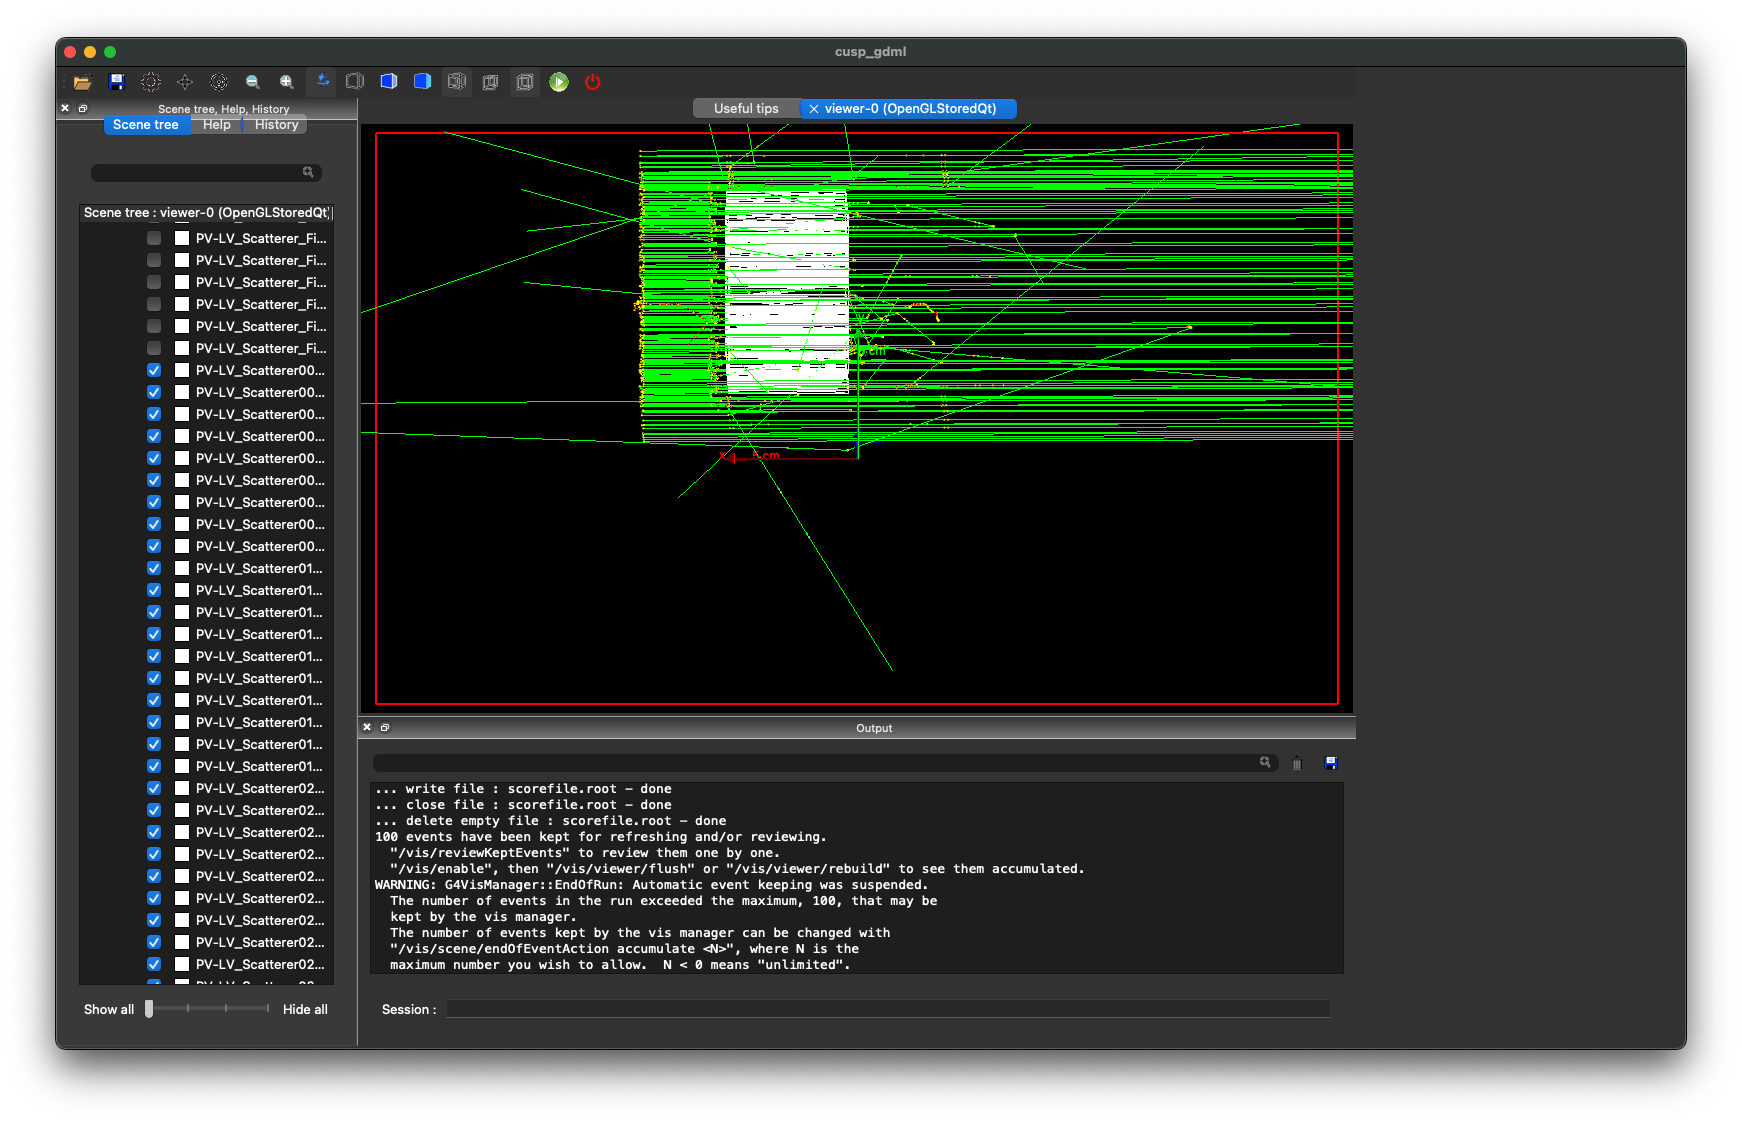 cusp_gdml
Scene tree, Help, History
Scene tree
Help
History
Scene tree : viewer-0 (OpenGLStoredQt)
PV-LV_Scatterer_Fi...
PV-LV_Scatterer_Fi...
PV-LV_Scatterer_Fi...
PV-LV_Scatterer_Fi...
PV-LV_Scatterer_Fi...
PV-LV_Scatterer_Fi...
PV-LV_Scatterer00...
PV-LV_Scatterer00...
PV-LV_Scatterer00...
PV-LV_Scatterer00...
PV-LV_Scatterer00...
PV-LV_Scatterer00...
PV-LV_Scatterer00...
PV-LV_Scatterer00...
PV-LV_Scatterer00...
PV-LV_Scatterer01...
PV-LV_Scatterer01...
PV-LV_Scatterer01...
PV-LV_Scatterer01...
PV-LV_Scatterer01...
PV-LV_Scatterer01...
PV-LV_Scatterer01...
PV-LV_Scatterer01...
PV-LV_Scatterer01...
PV-LV_Scatterer01...
PV-LV_Scatterer02...
PV-LV_Scatterer02...
PV-LV_Scatterer02...
PV-LV_Scatterer02...
PV-LV_Scatterer02...
PV-LV_Scatterer02...
PV-LV_Scatterer02...
PV-LV_Scatterer02...
PV-LV_Scatterer02...
Show all
Hide all
Useful tips
viewer-0 (OpenGLStoredQt)
cm
X 5 cm
Output
... write file : scorefile.root - done
... close file : scorefile.root - done
... delete empty file : scorefile.root - done
100 events have been kept for refreshing and/or reviewing.
"/vis/reviewKeptEvents" to review them one by one.
"/vis/enable", then "/vis/viewer/flush" or "/vis/viewer/rebuild" to see them accumulated.
WARNING: G4VisManager::EndOfRun: Automatic event keeping was suspended.
The number of events in the run exceeded the maximum, 100, that may be
kept by the vis manager.
The number of events kept by the vis manager can be changed with
"/vis/scene/endOfEventAction accumulate <N>", where N is the
maximum number you wish to allow.  N < 0 means "unlimited".
Session :